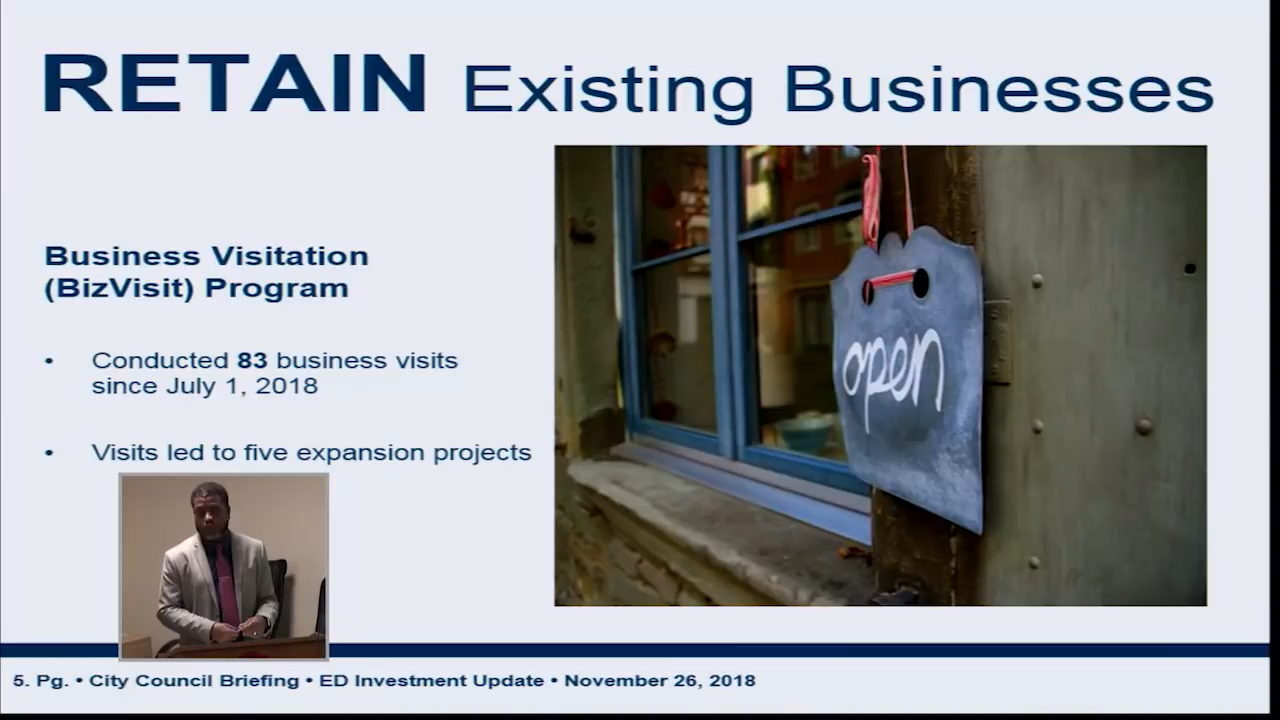 RETAIN Existing Businesses
Business Visitation
(BizVisit) Program
• Conducted 83 business visits
since July 1, 2018
• Visits led to five expansion projects
open
5. Pg. • City Council Briefing • ED Investment Update • November 26, 2018